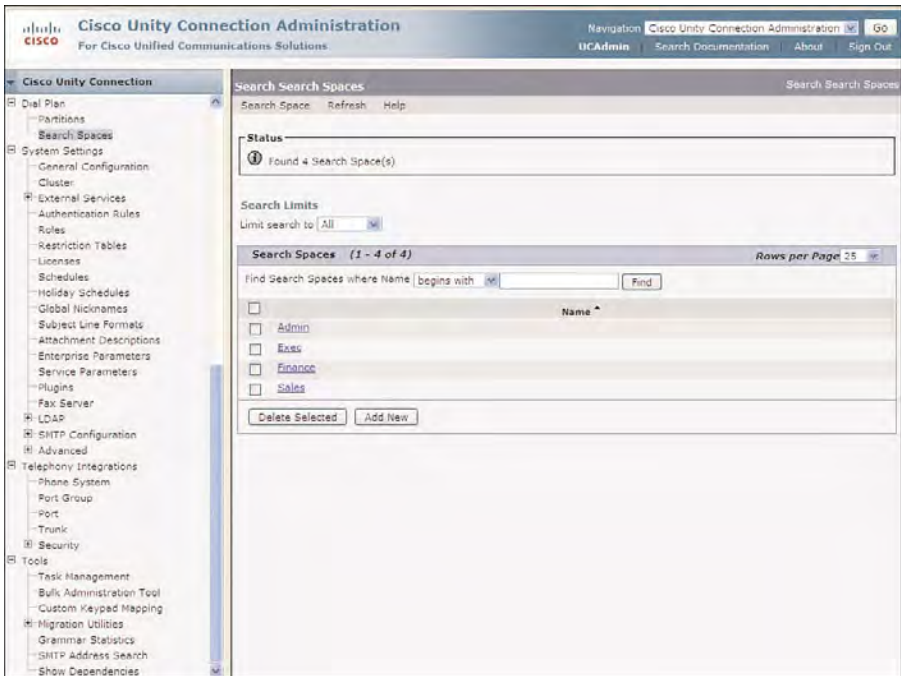 Cisco Unity Connection Administration
For Cisco Unified Communications Solutions
CISCO
Navigation Cisco Unity Connection Administration Go
UCAdmin Search Documentation About Sign Out
Cisco Unity Connection
Dial Plan
Partitions
Search Spaces
System Settings
General Configuration
Cluster
External Services
Authentication Rules
Roles
Restriction Tables
Licenses
Schedules
Holiday Schedules
Global Nicknames
Subject Line Formats
Attachment Descriptions
Enterprise Parameters
Service Parameters
Plugins
Fax Server
LDAP
SMTP Configuration
Advanced
Telephony Integrations
Phone System
Port Group
Port
Trunk
Security
Tools
Task Management
Bulk Administration Tool
Custom Keypad Mapping
Migration Utilities
Grammar Statistics
SMTP Address Search
Show Dependencies
Search Search Spaces
Search Search Spaces
Search Space Refresh Help
Status
Found 4 Search Space(s)
Search Limits
Limit search to All
Search Spaces (1 - 4 of 4)
Rows per Page 25
Find Search Spaces where Name begins with Find
Name
Admin
Exec
Finance
Sales
Delete Selected Add New